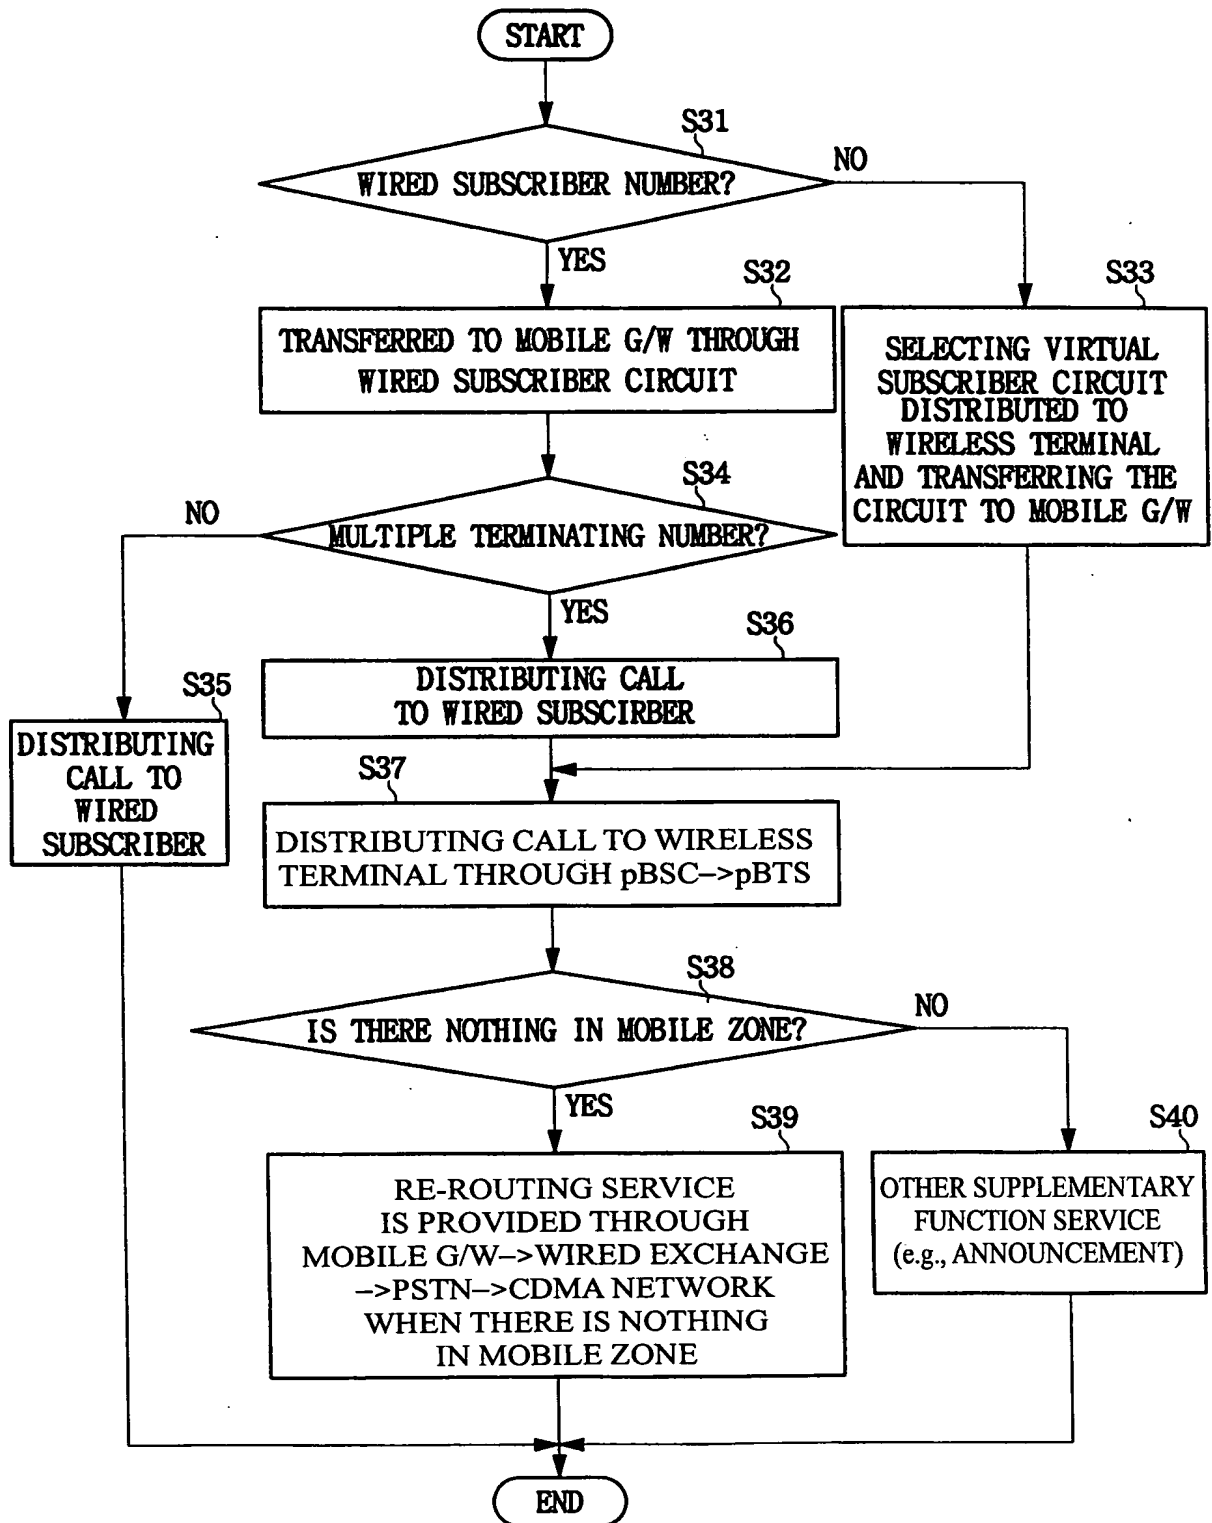 START
S31
WIRED SUBSCRIBER NUMBER?
NO
YES
S32
TRANSFERRED TO MOBILE G/W THROUGH
WIRED SUBSCRIBER CIRCUIT
S33
SELECTING VIRTUAL
SUBSCRIBER CIRCUIT
DISTRIBUTED TO
WIRELESS TERMINAL
AND TRANSFERRING THE
CIRCUIT TO MOBILE G/W
S34
MULTIPLE TERMINATING NUMBER?
NO
YES
S35
DISTRIBUTING
CALL TO
WIRED
SUBSCRIBER
S36
DISTRIBUTING CALL
TO WIRED SUBSCIRBER
S37
DISTRIBUTING CALL TO WIRELESS
TERMINAL THROUGH pBSC–>pBTS
S38
IS THERE NOTHING IN MOBILE ZONE?
NO
YES
S39
RE-ROUTING SERVICE
IS PROVIDED THROUGH
MOBILE G/W–>WIRED EXCHANGE
–>PSTN–>CDMA NETWORK
WHEN THERE IS NOTHING
IN MOBILE ZONE
S40
OTHER SUPPLEMENTARY
FUNCTION SERVICE
(e.g., ANNOUNCEMENT)
END